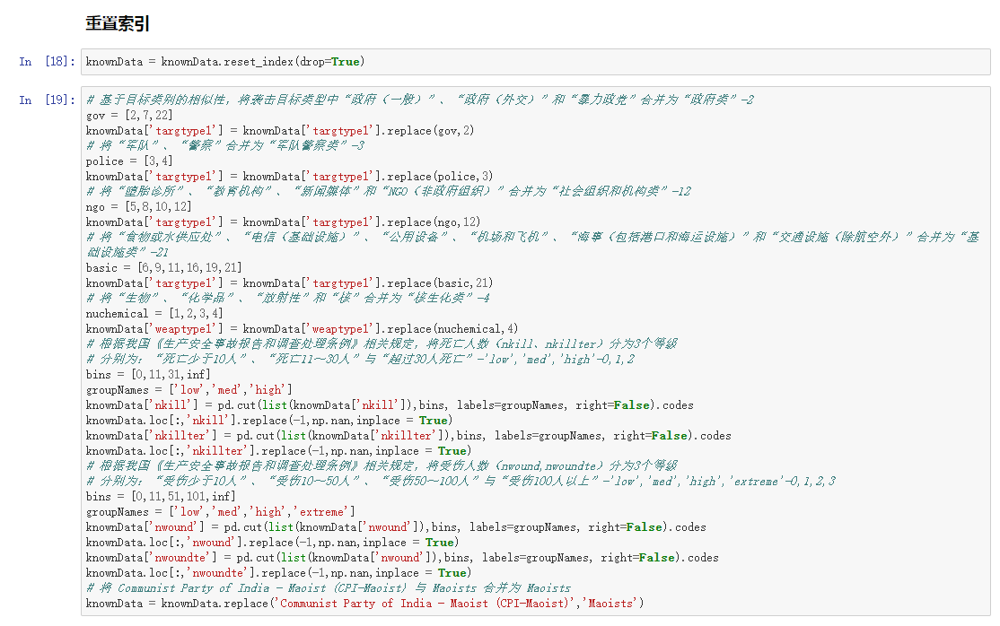 重置索引
In [18]: knownData = knownData.reset_index(drop=True)
In [19]: # 基于目标类别的相似性，将袭击目标类型中“政府（一般）”、“政府（外交）”和“暴力政党”合并为“政府类”-2
gov = [2,7,22]
knownData['targtype1'] = knownData['targtype1'].replace(gov,2)
# 将“军队”、“警察”合并为“军队警察类”-3
police = [3,4]
knownData['targtype1'] = knownData['targtype1'].replace(police,3)
# 将“堕胎诊所”、“教育机构”、“新闻媒体”和“NGO（非政府组织）”合并为“社会组织和机构类”-12
ngo = [5,8,10,12]
knownData['targtype1'] = knownData['targtype1'].replace(ngo,12)
# 将“食物或水供应处”、“电信（基础设施）”、“公用设备”、“机场和飞机”、“海事（包括港口和海运设施）”和“交通设施（除航空外）”合并为“基
础设施类”-21
basic = [6,9,11,16,19,21]
knownData['targtype1'] = knownData['targtype1'].replace(basic,21)
# 将“生物”、“化学品”、“放射性”和“核”合并为“核生化类”-4
nuchemical = [1,2,3,4]
knownData['weaptype1'] = knownData['weaptype1'].replace(nuchemical,4)
# 根据我国《生产安全事故报告和调查处理条例》相关规定，将死亡人数（nkill、nkillter）分为3个等级
# 分别为：“死亡少于10人”、“死亡11～30人”与“超过30人死亡”-'low','med','high'-0,1,2
bins = [0,11,31,inf]
groupNames = ['low','med','high']
knownData['nkill'] = pd.cut(list(knownData['nkill']),bins, labels=groupNames, right=False).codes
knownData.loc[:,'nkill'].replace(-1,np.nan,inplace = True)
knownData['nkillter'] = pd.cut(list(knownData['nkillter']),bins, labels=groupNames, right=False).codes
knownData.loc[:,'nkillter'].replace(-1,np.nan,inplace = True)
# 根据我国《生产安全事故报告和调查处理条例》相关规定，将受伤人数（nwound,nwoundte）分为3个等级
# 分别为：“受伤少于10人”、“受伤10～50人”、“受伤50～100人”与“受伤100人以上”-'low','med','high','extreme'-0,1,2,3
bins = [0,11,51,101,inf]
groupNames = ['low','med','high','extreme']
knownData['nwound'] = pd.cut(list(knownData['nwound']),bins, labels=groupNames, right=False).codes
knownData.loc[:,'nwound'].replace(-1,np.nan,inplace = True)
knownData['nwoundte'] = pd.cut(list(knownData['nwound']),bins, labels=groupNames, right=False).codes
knownData.loc[:,'nwoundte'].replace(-1,np.nan,inplace = True)
# 将 Communist Party of India - Maoist (CPI-Maoist) 与 Maoists 合并为 Maoists
knownData = knownData.replace('Communist Party of India - Maoist (CPI-Maoist)','Maoists')